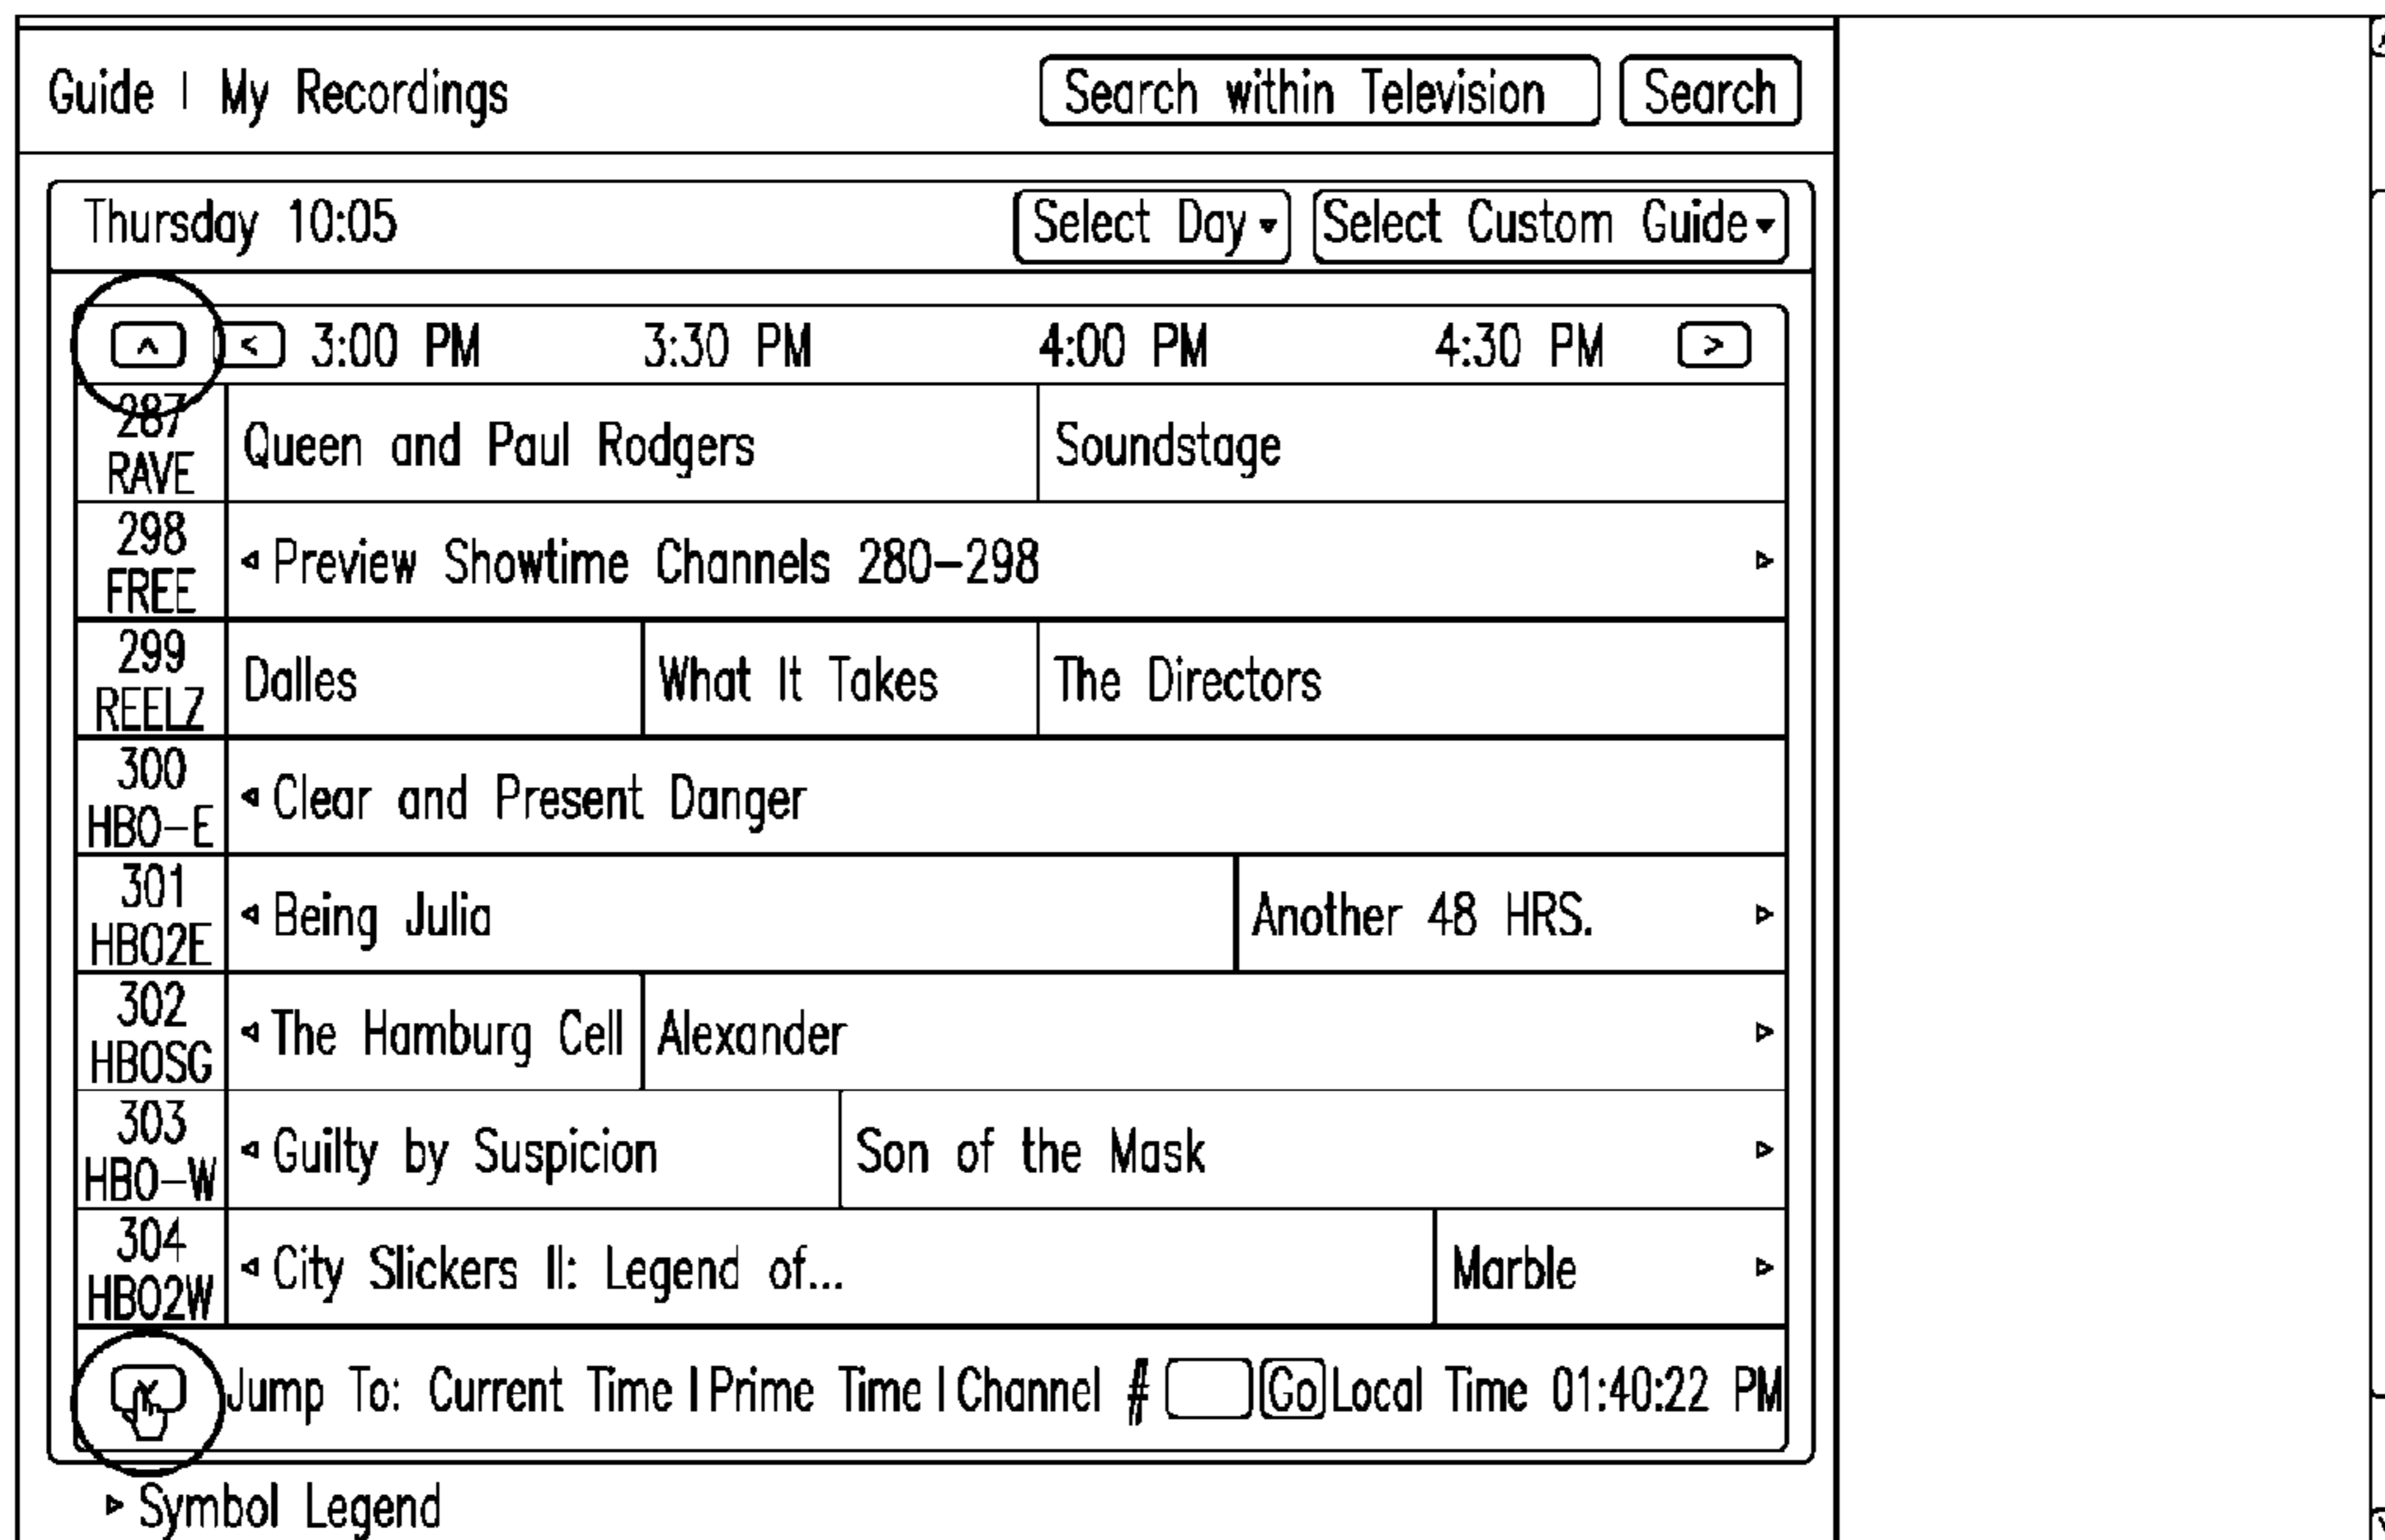 Guide | My Recordings Search within Television Search
Thursday 10:05 Select Day Select Custom Guide
^ < 3:00 PM 3:30 PM 4:00 PM 4:30 PM >
287 RAVE Queen and Paul Rodgers Soundstage
298 FREE Preview Showtime Channels 280–298
299 REELZ Dalles What It Takes The Directors
300 HBO–E Clear and Present Danger
301 HBO2E Being Julia Another 48 HRS.
302 HBOSG The Hamburg Cell Alexander
303 HBO–W Guilty by Suspicion Son of the Mask
304 HBO2W City Slickers II: Legend of... Marble
Jump To: Current Time | Prime Time | Channel # Go Local Time 01:40:22 PM
Symbol Legend